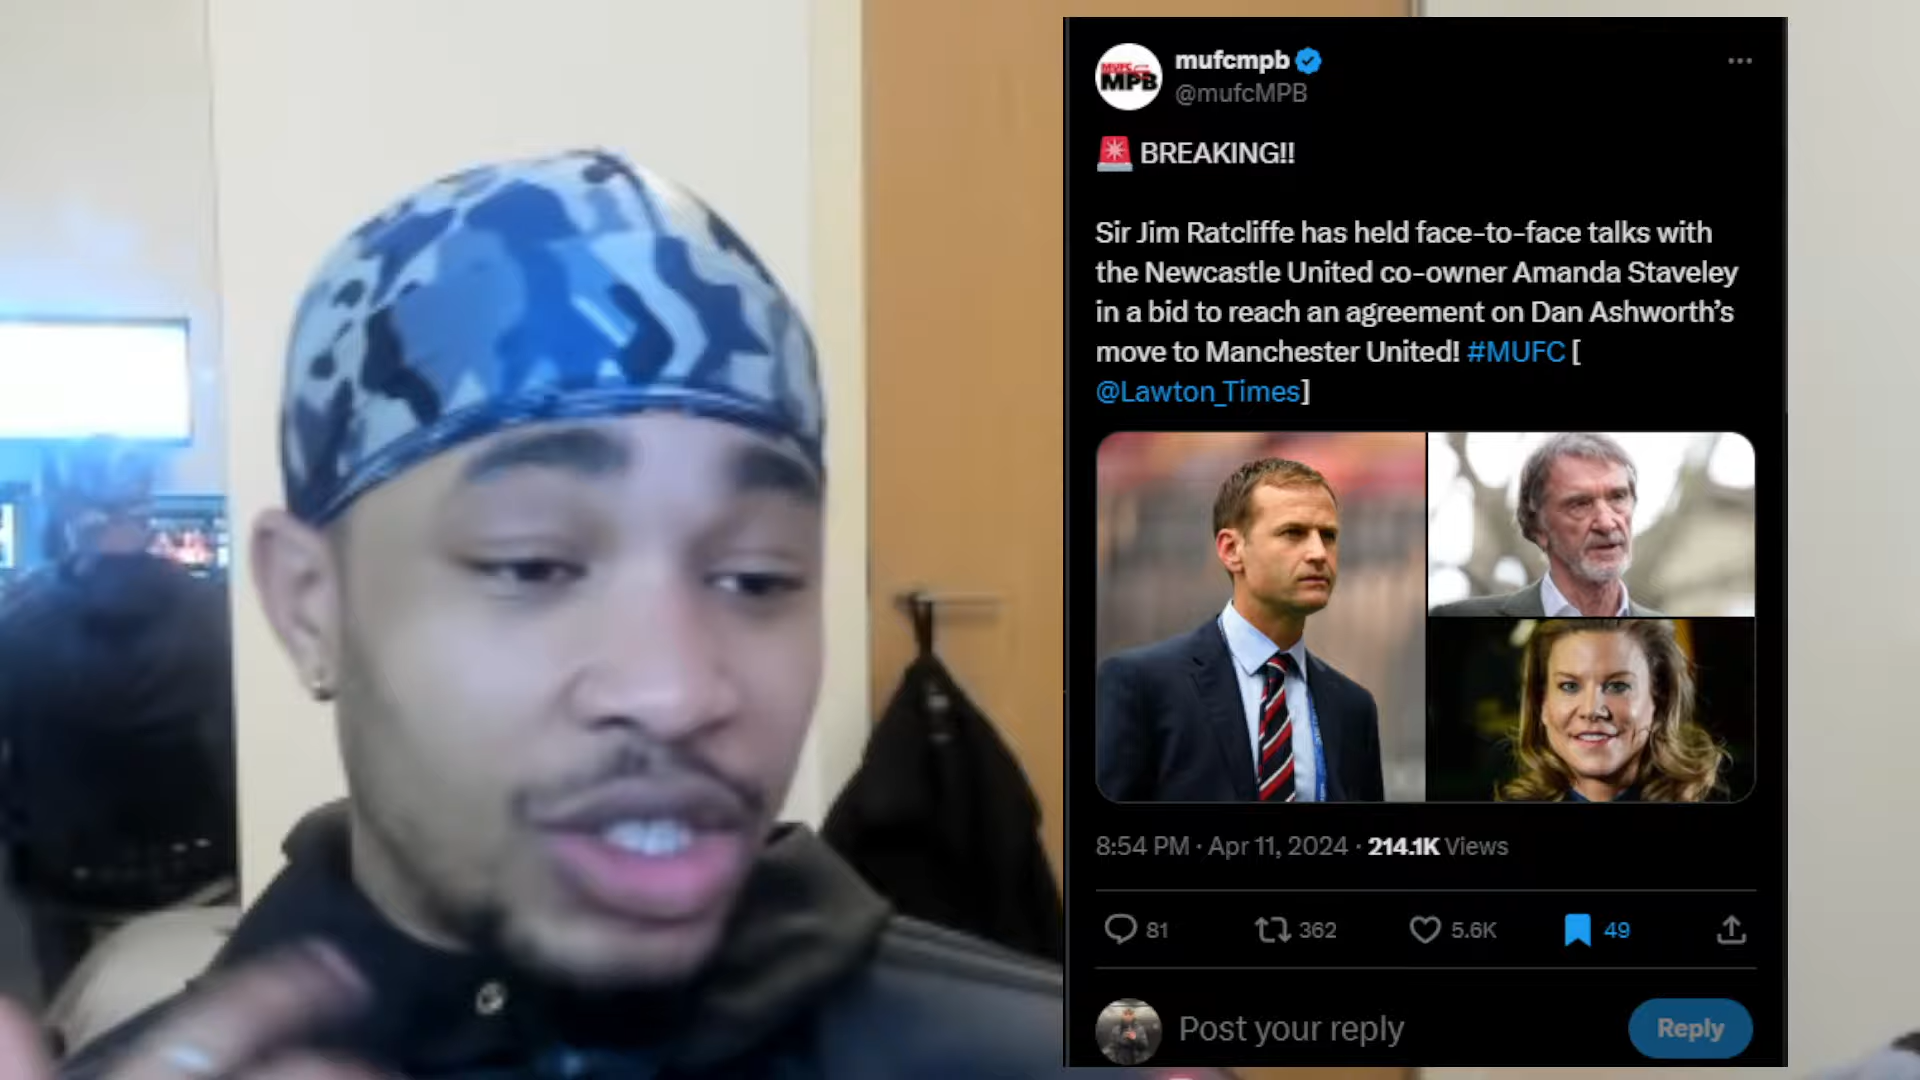 mufcmpb
@mufcMPB
MUFC
MPB
BREAKING!!
Sir Jim Ratcliffe has held face-to-face talks with
the Newcastle United co-owner Amanda Staveley
in a bid to reach an agreement on Dan Ashworth’s
move to Manchester United! #MUFC [
@Lawton_Times]
8:54 PM · Apr 11, 2024 · 214.1K Views
81 362 5.6K 49
Post your reply
Reply